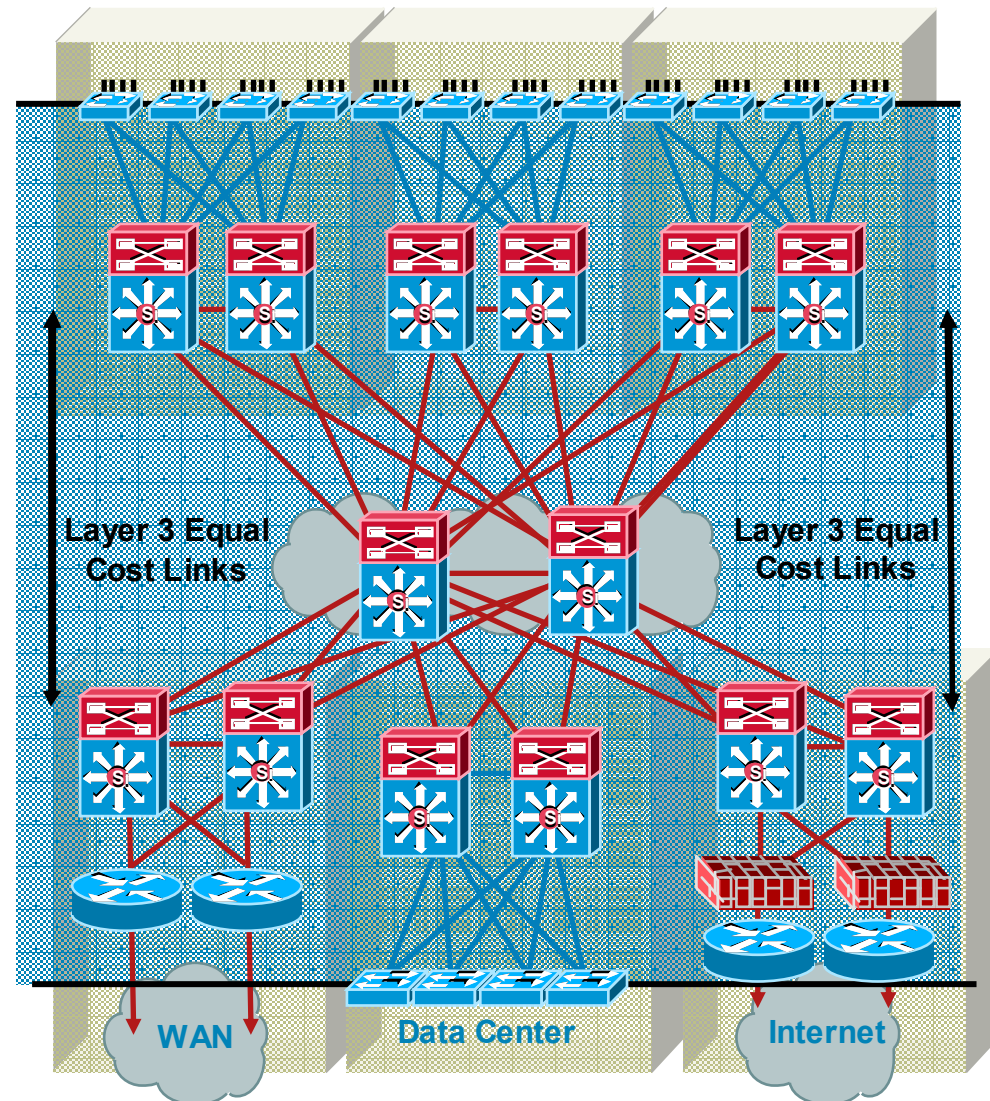 S S S S S S
Layer 3 Equal
Cost Links
Layer 3 Equal
Cost Links
S S
S S S S S S
WAN
Data Center
Internet